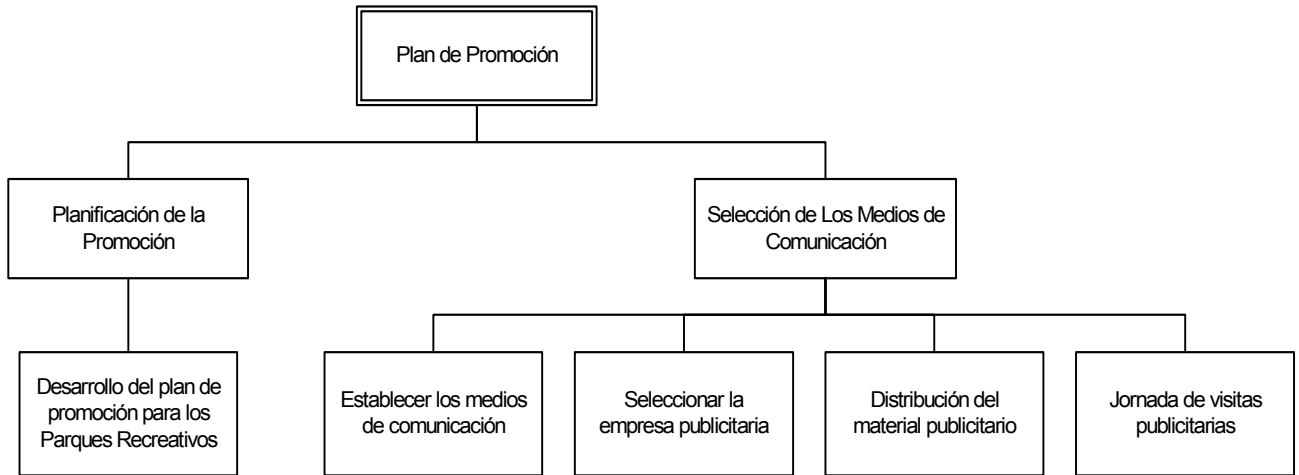 Plan de Promoción
Planificación de la
Promoción
Selección de Los Medios de
Comunicación
Desarrollo del plan de
promoción para los
Parques Recreativos
Establecer los medios
de comunicación
Seleccionar la
empresa publicitaria
Distribución del
material publicitario
Jornada de visitas
publicitarias